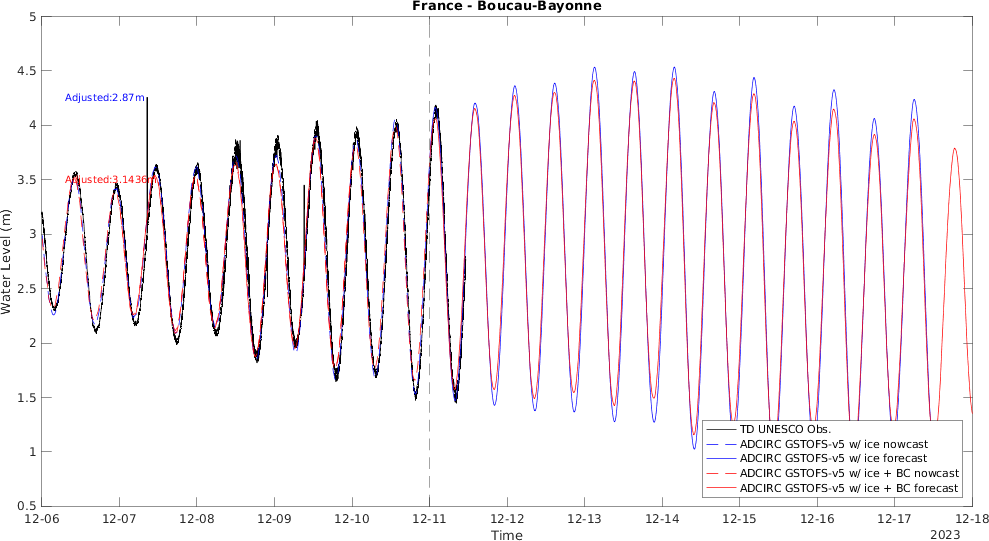 France - Boucau-Bayonne
Water Level (m)
5
4.5
4
3.5
3
2.5
2
1.5
1
0.5
Adjusted:2.87m
Adjusted:3.1436m
TD UNESCO Obs.
ADCIRC GSTOFS-v5 w/ ice nowcast
ADCIRC GSTOFS-v5 w/ ice forecast
ADCIRC GSTOFS-v5 w/ ice + BC nowcast
ADCIRC GSTOFS-v5 w/ ice + BC forecast
12-06 12-07 12-08 12-09 12-10 12-11 12-12 12-13 12-14 12-15 12-16 12-17 12-18
Time
2023